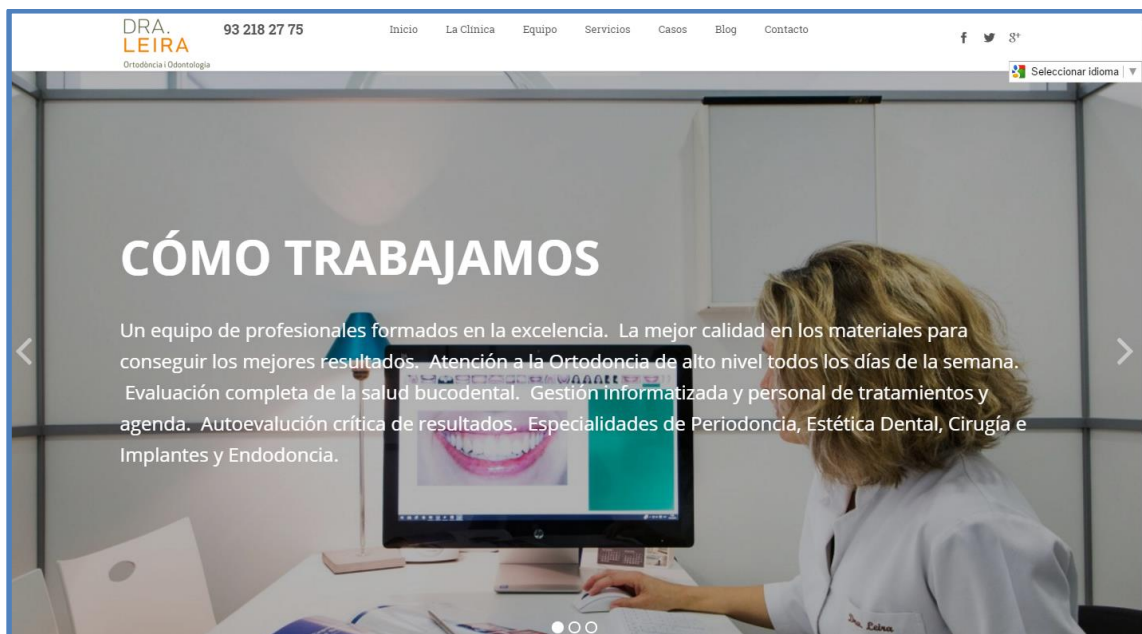 DRA.
LEIRA
Ortodòncia i Odontologia
93 218 27 75
Inicio La Clínica Equipo Servicios Casos Blog Contacto
Seleccionar idioma
CÓMO TRABAJAMOS
Un equipo de profesionales formados en la excelencia. La mejor calidad en los materiales para
conseguir los mejores resultados. Atención a la Ortodoncia de alto nivel todos los días de la semana.
Evaluación completa de la salud bucodental. Gestión informatizada y personal de tratamientos y
agenda. Autoevalución crítica de resultados. Especialidades de Periodoncia, Estética Dental, Cirugía e
Implantes y Endodoncia.
Dra. Leira